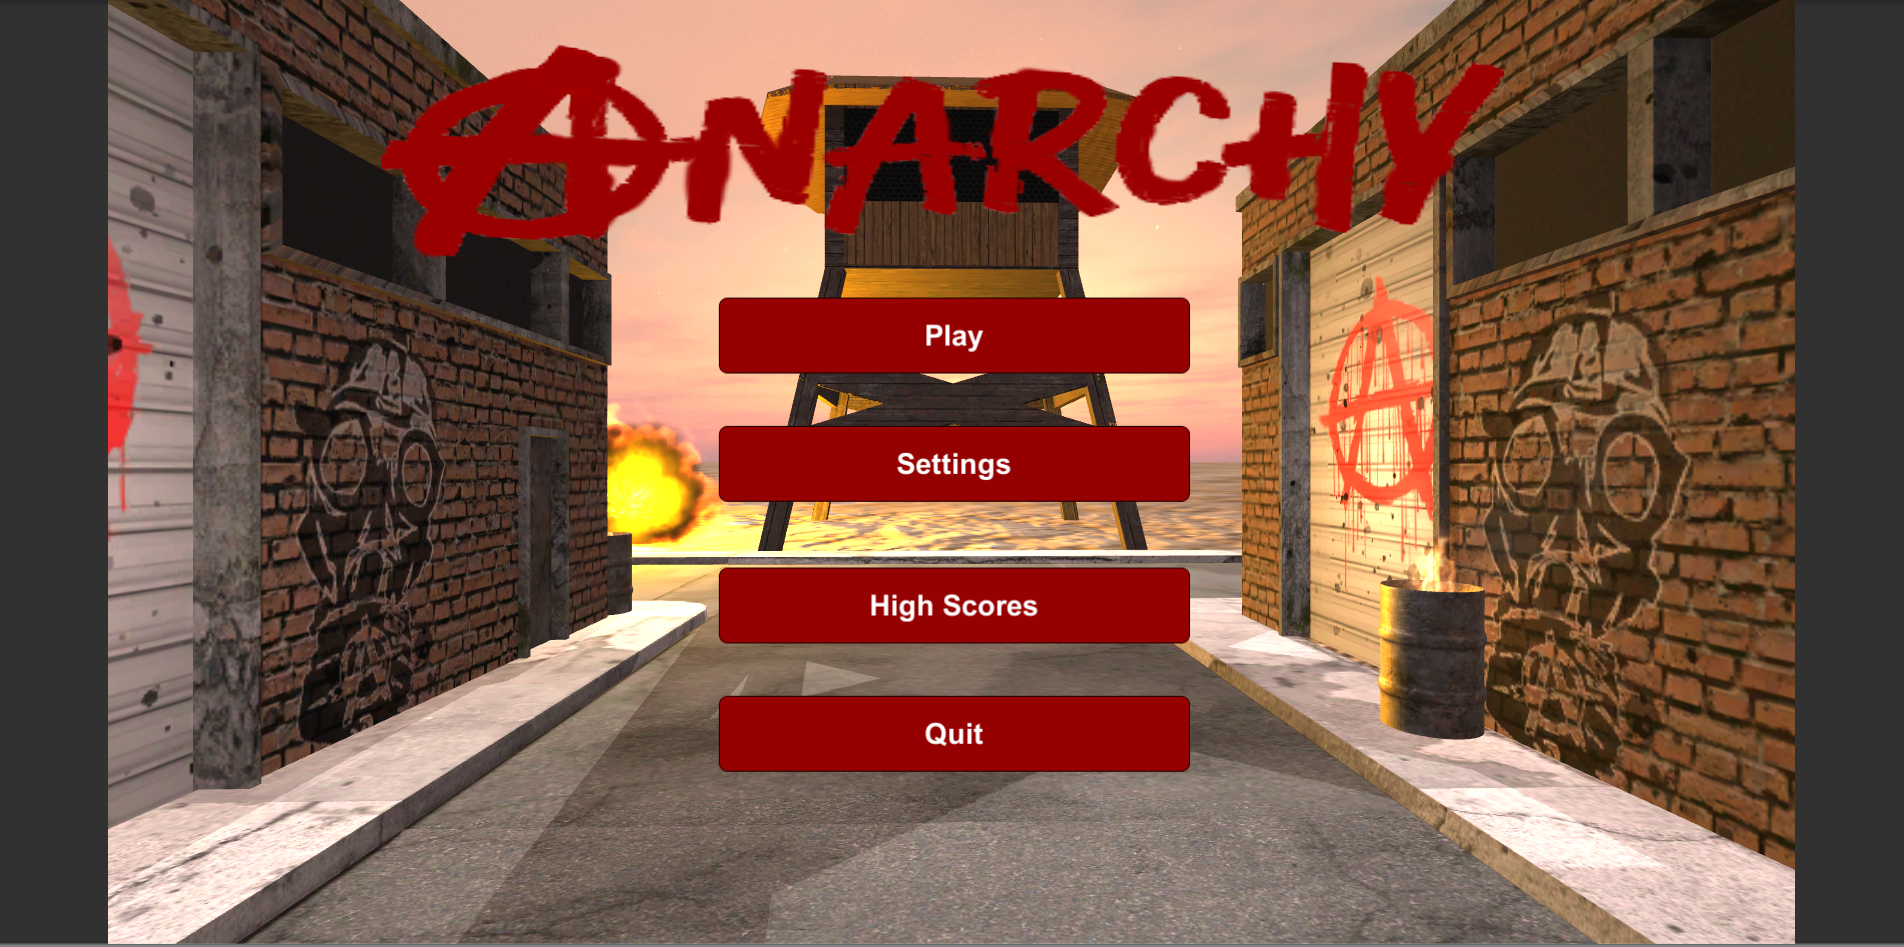 ANARCHY
Play
Settings
High Scores
Quit